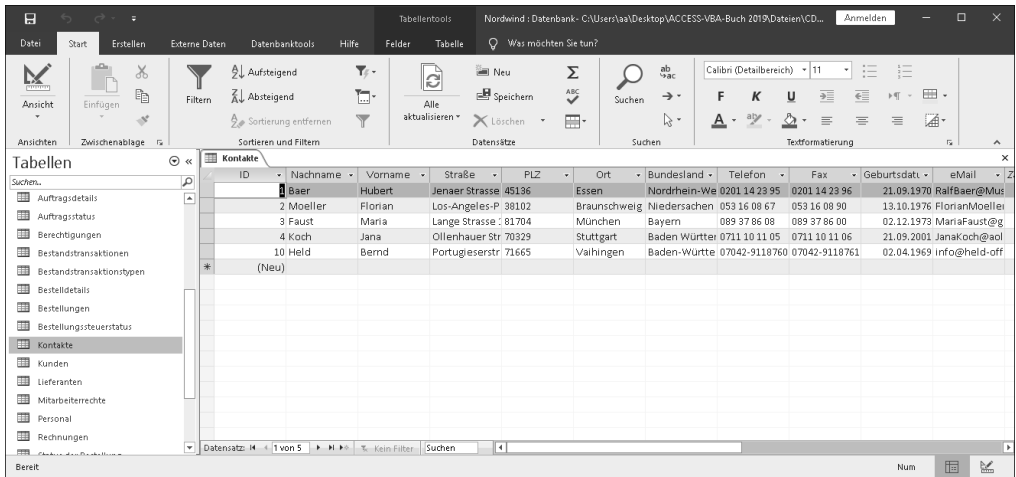 Tabellentools Nordwind : Datenbank- C:\Users\aa\Desktop\ACCESS-VBA-Buch 2019\Dateien\CD... Anmelden
Datei Start Erstellen Externe Daten Datenbanktools Hilfe Felder Tabelle Was möchten Sie tun?
Ansicht
Einfügen
Filtern
Aufsteigend
Absteigend
Sortierung entfernen
Alle aktualisieren
Neu
Speichern
Löschen
Suchen
Calibri (Detailbereich) 11
F K U
Ansichten Zwischenablage Sortieren und Filtern Datensätze Suchen Textformatierung
Tabellen
Suchen...
Auftragsdetails
Auftragsstatus
Berechtigungen
Bestandstransaktionen
Bestandstransaktionstypen
Bestelldetails
Bestellungen
Bestellungssteuerstatus
Kontakte
Kunden
Lieferanten
Mitarbeiterrechte
Personal
Rechnungen
Status der Bestellung
Kontakte
ID Nachname Vorname Straße PLZ Ort Bundesland Telefon Fax Geburtsdatu eMail
1 Baer Hubert Jenaer Strasse 45136 Essen Nordrhein-We 0201 14 23 95 0201 14 23 96 21.09.1970 RalfBaer@Mus
2 Moeller Florian Los-Angeles-P 38102 Braunschweig Niedersachen 053 16 08 67 053 16 08 90 13.10.1976 FlorianMoeller
3 Faust Maria Lange Strasse 81704 München Bayern 089 37 86 08 089 37 86 00 02.12.1973 MariaFaust@g
4 Koch Jana Ollenhauer Str 70329 Stuttgart Baden Württer 0711 10 11 05 0711 10 11 06 21.09.2001 JanaKoch@aol
10 Held Bernd Portugieserstr 71665 Vaihingen Baden-Württe 07042-9118760 07042-9118761 02.04.1969 info@held-off
(Neu)
Datensatz: 1 von 5 Kein Filter Suchen
Bereit Num